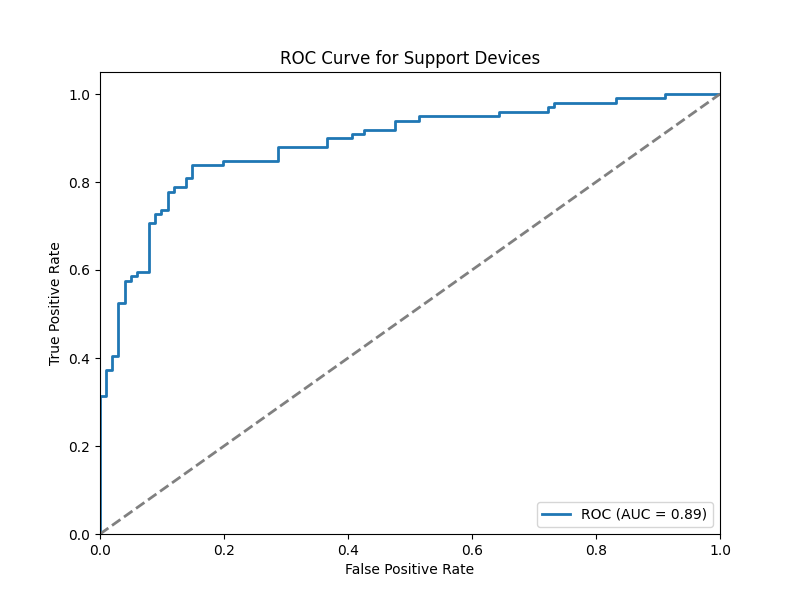 ROC Curve for Support Devices
True Positive Rate
1.0
0.8
0.6
0.4
0.2
0.0
ROC (AUC = 0.89)
0.0 0.2 0.4 0.6 0.8 1.0
False Positive Rate